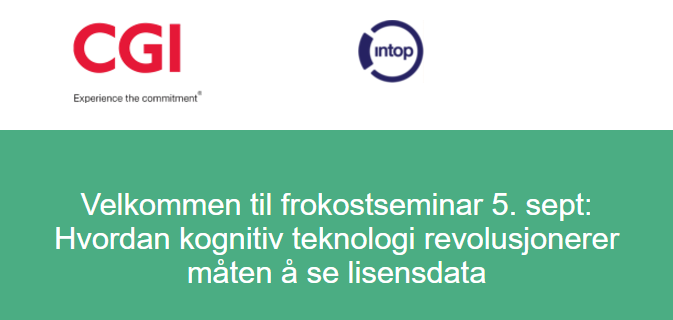 CGI
intop
Experience the commitment®
Velkommen til frokostseminar 5. sept:
Hvordan kognitiv teknologi revolusjonerer
måten å se lisensdata